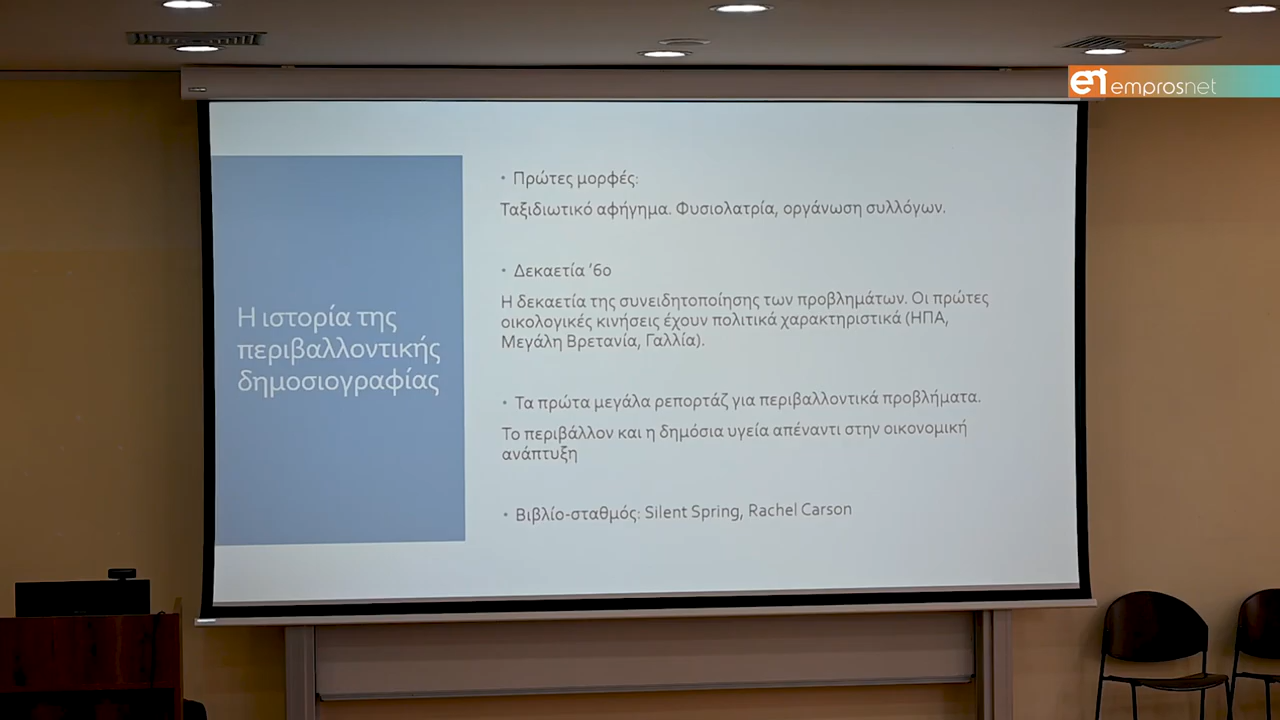 en emprosnet
Η ιστορία της
περιβαλλοντικής
δημοσιογραφίας
• Πρώτες μορφές:
Ταξιδιωτικό αφήγημα. Φυσιολατρία, οργάνωση συλλόγων.
• Δεκαετία ‘60
Η δεκαετία της συνειδητοποίησης των προβλημάτων. Οι πρώτες
οικολογικές κινήσεις έχουν πολιτικά χαρακτηριστικά (ΗΠΑ,
Μεγάλη Βρετανία, Γαλλία).
• Τα πρώτα μεγάλα ρεπορτάζ για περιβαλλοντικά προβλήματα.
Το περιβάλλον και η δημόσια υγεία απέναντι στην οικονομική
ανάπτυξη
• Βιβλίο-σταθμός: Silent Spring, Rachel Carson